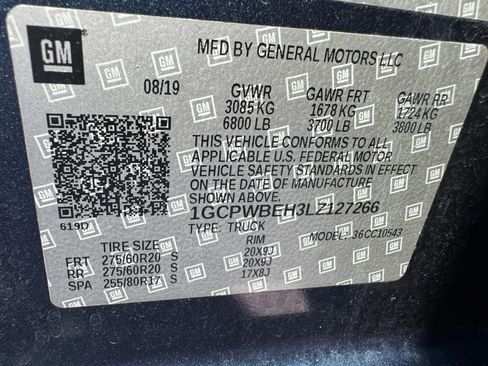 GM
MFD BY GENERAL MOTORS LLC
08/19 GVWR GAWR FRT GAWR RR
3085 KG 1678 KG 1724 KG
6800 LB 3700 LB 3800 LB
THIS VEHICLE CONFORMS TO ALL
APPLICABLE U.S. FEDERAL MOTOR
VEHICLE SAFETY STANDARDS IN EFFECT ON
THE DATE OF MANUFACTURE
SHOWN ABOVE.
1GCPWBEH3LZ127266
619D TYPE: TRUCK MODEL: 36CC10543
TIRE SIZE RIM
FRT 275/60R20 S 20X9J
RR 275/60R20 S 20X9J
SPA 255/80R17 S 17X8J